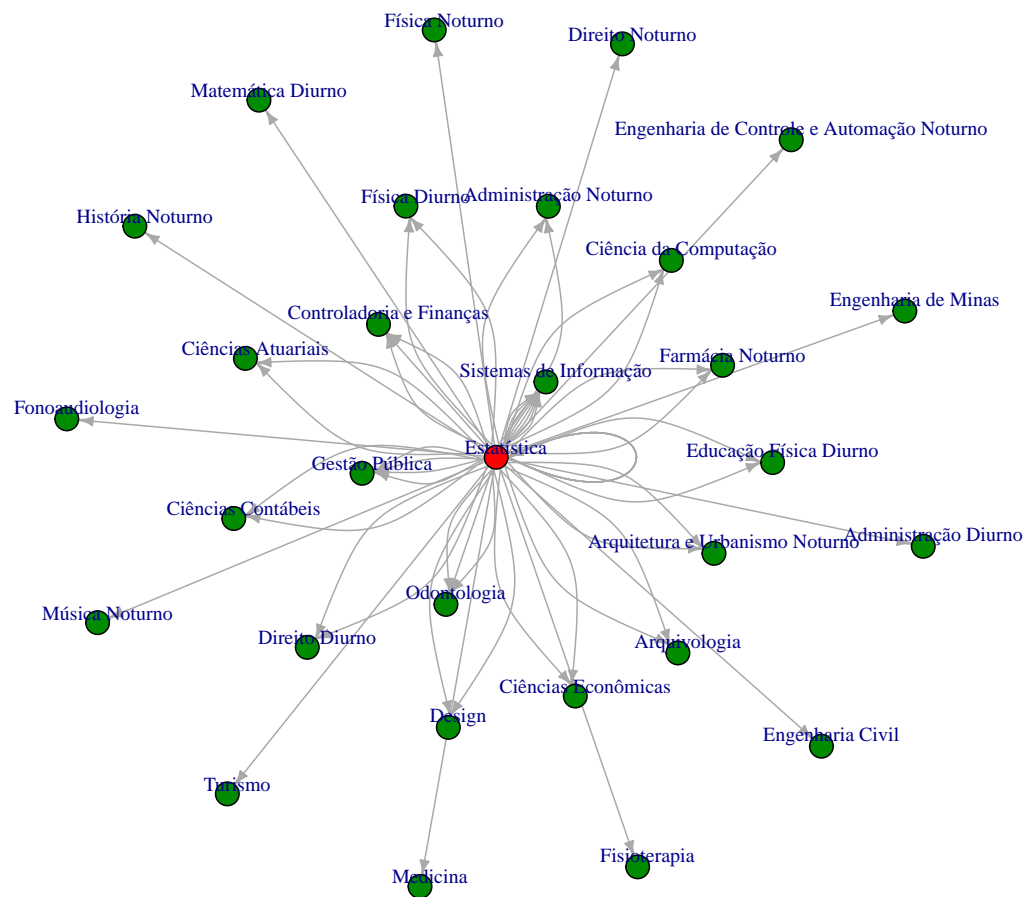 Física Noturno
Direito Noturno
Matemática Diurno
Engenharia de Controle e Automação Noturno
Física Diurno
Administração Noturno
História Noturno
Ciência da Computação
Engenharia de Minas
Controladoria e Finanças
Ciências Atuariais
Farmácia Noturno
Sistemas de Informação
Fonoaudiologia
Estatística
Educação Física Diurno
Gestão Pública
Ciências Contábeis
Administração Diurno
Arquitetura e Urbanismo Noturno
Odontologia
Música Noturno
Direito Diurno
Arquivologia
Ciências Econômicas
Design
Engenharia Civil
Turismo
Fisioterapia
Medicina